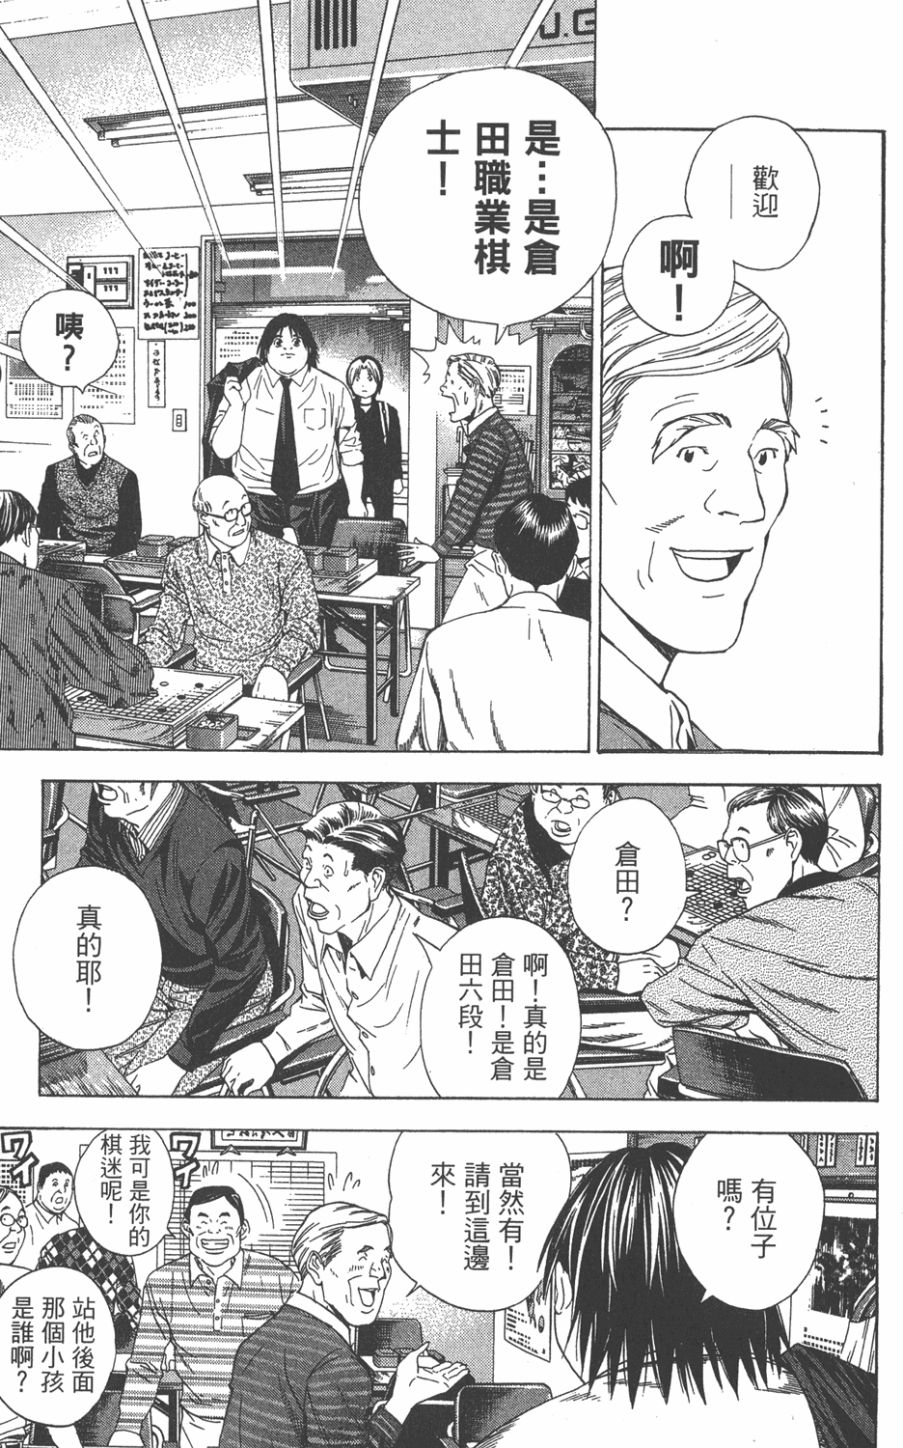 歡迎
——
啊！
是…是倉
田職業棋
士！
咦？
J.G
倉田？
啊！真的是
倉田！是倉
田六段！
真的耶！
有位子
嗎？
當然有！
請到這邊
來！
ワイ
ワイ
我可是你的
棋迷呢！
站他後面
那個小孩
是誰啊？